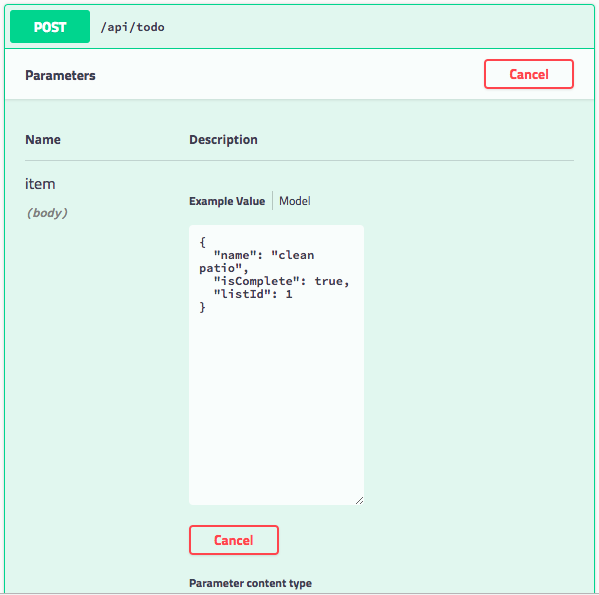 POST /api/todo
Parameters Cancel
Name Description
item
(body)
Example Value Model
{
"name": "clean
patio",
"isComplete": true,
"listId": 1
}
Cancel
Parameter content type